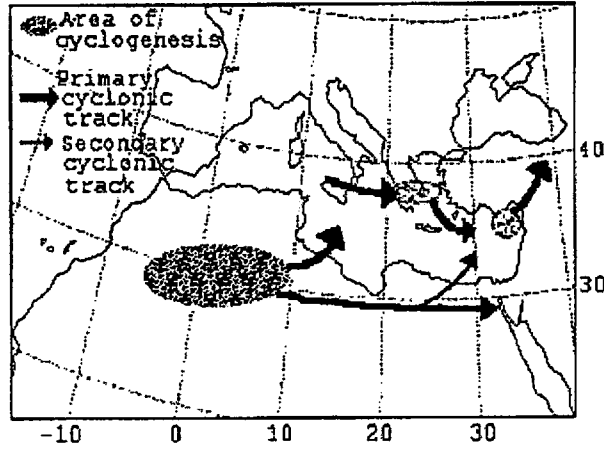 Area of
cyclogenesis
Primary
cyclonic
track
Secondary
cyclonic
track
40
30
-10 0 10 20 30